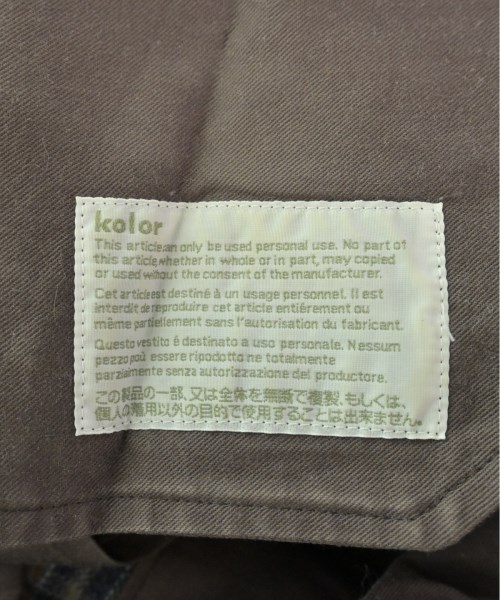 kolor
This article can only be used personal use. No part of
this article, whether in whole or in part, may copied
or used without the consent of the manufacturer.
Cet article est destiné à un usage personnel. Il est
interdit de reproduire cet article entiérement ou
même partiellement sans l'autorisation du fabricant.
Questo vestito é destinato a uso personale. Nessum
pezzo poù essere ripodotto ne totalmente
parzialmente senza autorizzazione del productore.
この製品の一部、又は全体を無断で複製、もしくは、
個人の着用以外の目的で使用することは出来ません。